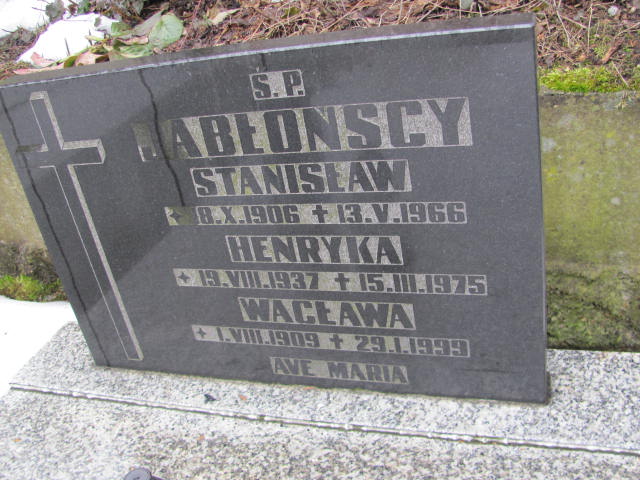 Ś. P.
JABŁOŃSCY
STANISŁAW
* 8.X.1906 + 13.V.1966
HENRYKA
* 19.VIII.1937 + 15.III.1975
WACŁAWA
* 1.VIII.1909 + 29.I.1999
AVE MARIA